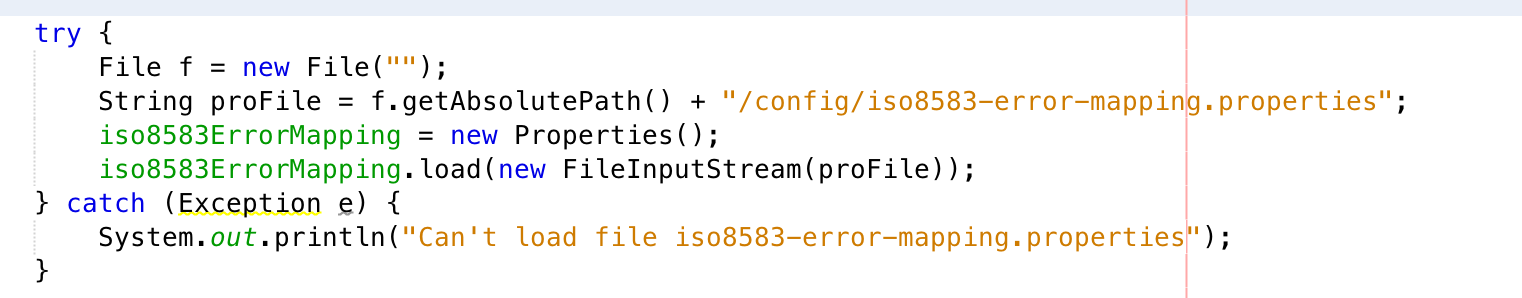 try {
    File f = new File("");
    String proFile = f.getAbsolutePath() + "/config/iso8583-error-mapping.properties";
    iso8583ErrorMapping = new Properties();
    iso8583ErrorMapping.load(new FileInputStream(proFile));
} catch (Exception e) {
    System.out.println("Can't load file iso8583-error-mapping.properties");
}